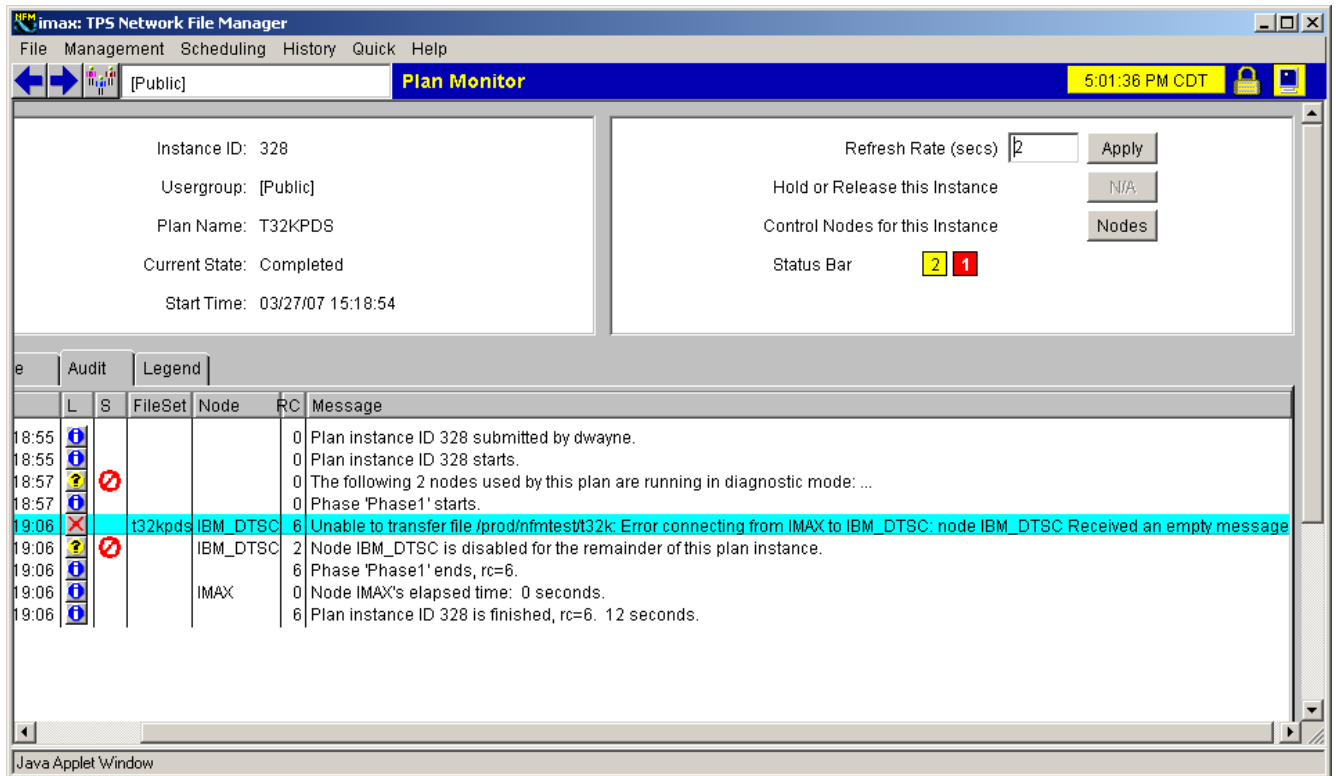 NFM imax: TPS Network File Manager
File Management Scheduling History Quick Help
[Public] Plan Monitor 5:01:36 PM CDT
Instance ID: 328
Usergroup: [Public]
Plan Name: T32KPDS
Current State: Completed
Start Time: 03/27/07 15:18:54
Refresh Rate (secs) 2 Apply
Hold or Release this Instance N/A
Control Nodes for this Instance Nodes
Status Bar 2 1
e Audit Legend
L S FileSet Node RC Message
18:55 0 Plan instance ID 328 submitted by dwayne.
18:55 0 Plan instance ID 328 starts.
18:57 ? 0 The following 2 nodes used by this plan are running in diagnostic mode: ...
18:57 0 Phase 'Phase1' starts.
19:06 t32kpds IBM_DTSC 6 Unable to transfer file /prod/nfmtest/t32k: Error connecting from IMAX to IBM_DTSC: node IBM_DTSC Received an empty message
19:06 ? IBM_DTSC 2 Node IBM_DTSC is disabled for the remainder of this plan instance.
19:06 6 Phase 'Phase1' ends, rc=6.
19:06 IMAX 0 Node IMAX's elapsed time: 0 seconds.
19:06 6 Plan instance ID 328 is finished, rc=6. 12 seconds.
Java Applet Window